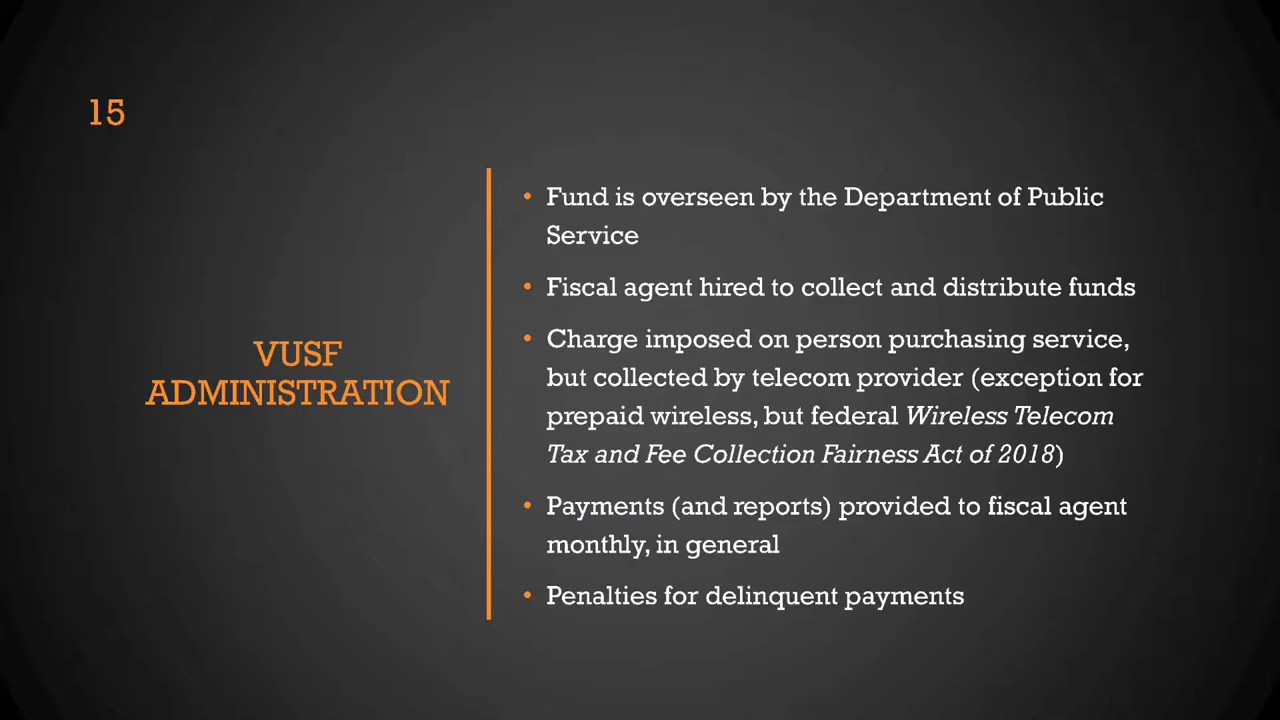 15
VUSF
ADMINISTRATION
• Fund is overseen by the Department of Public
Service
• Fiscal agent hired to collect and distribute funds
• Charge imposed on person purchasing service,
but collected by telecom provider (exception for
prepaid wireless, but federal Wireless Telecom
Tax and Fee Collection Fairness Act of 2018)
• Payments (and reports) provided to fiscal agent
monthly, in general
• Penalties for delinquent payments